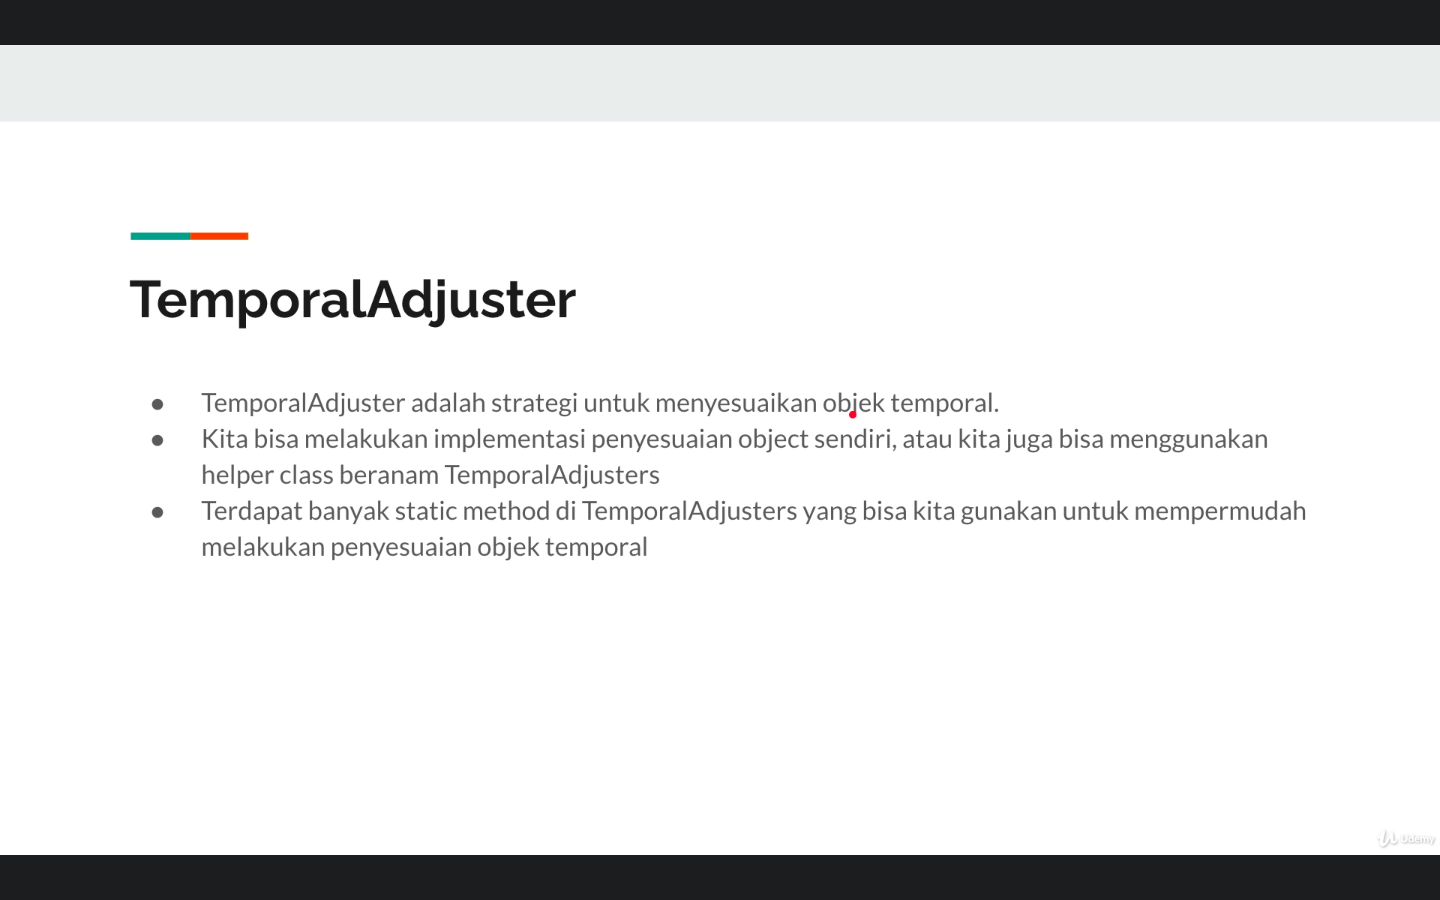 TemporalAdjuster
● TemporalAdjuster adalah strategi untuk menyesuaikan objek temporal.
● Kita bisa melakukan implementasi penyesuaian object sendiri, atau kita juga bisa menggunakan
helper class beranam TemporalAdjusters
● Terdapat banyak static method di TemporalAdjusters yang bisa kita gunakan untuk mempermudah
melakukan penyesuaian objek temporal
Udemy